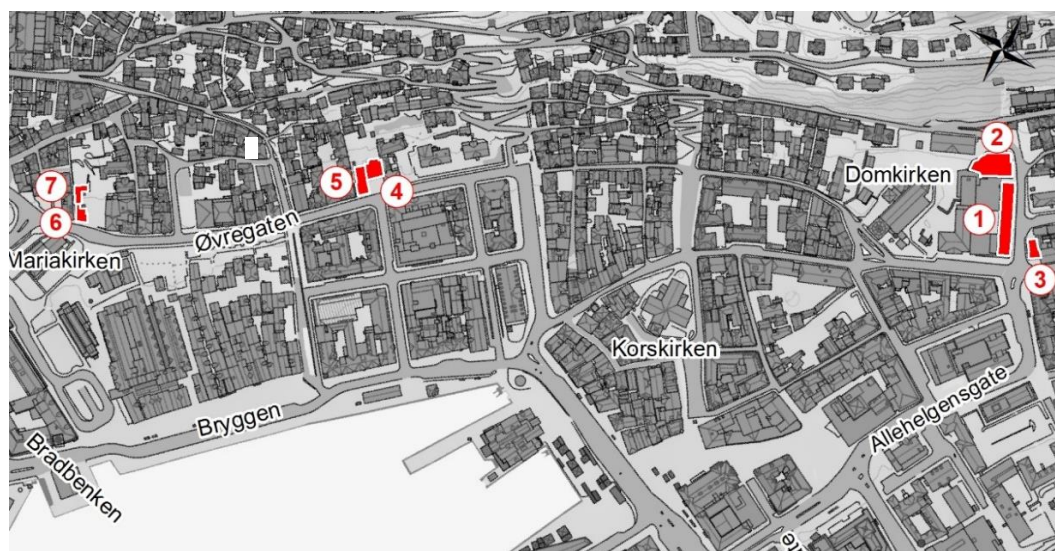 N
2
Domkirken
7
5
4
1
6
Øvregaten
Mariakirken
3
Korskirken
Bryggen
Allehelgensgate
Bradbenken